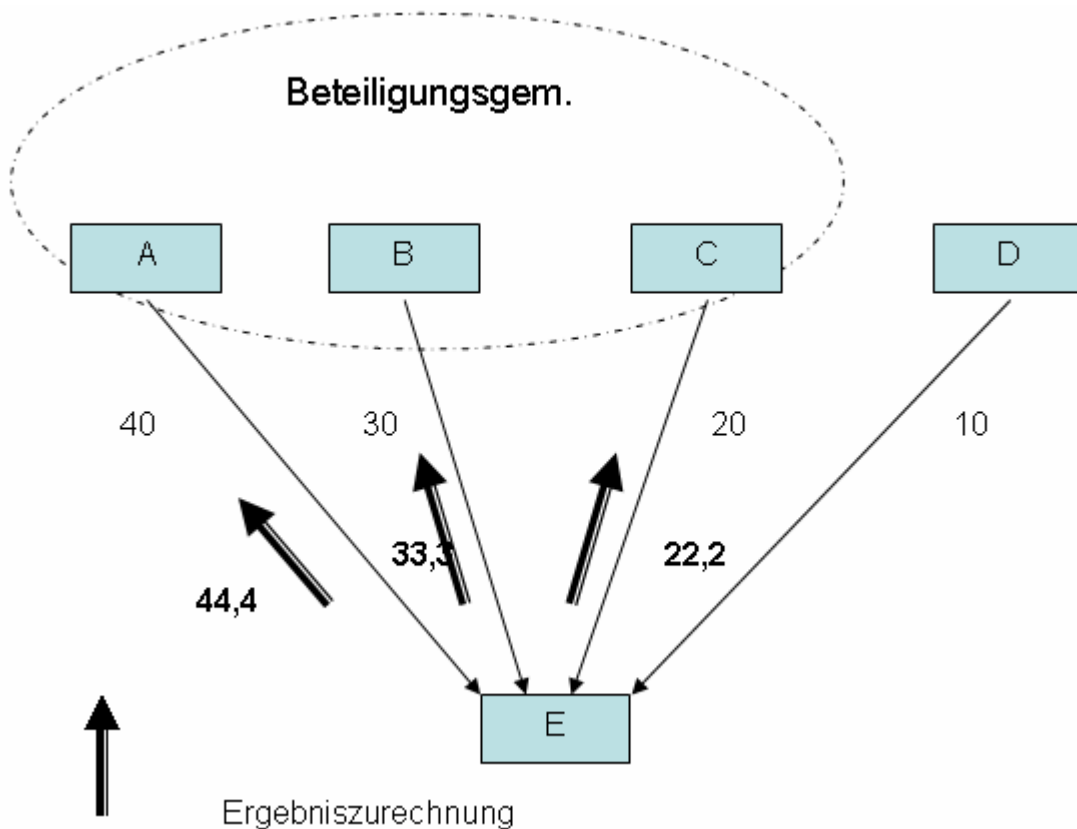 Beteiligungsgem.
A B C D
40 30 20 10
33,3 22,2
44,4
E
Ergebniszurechnung